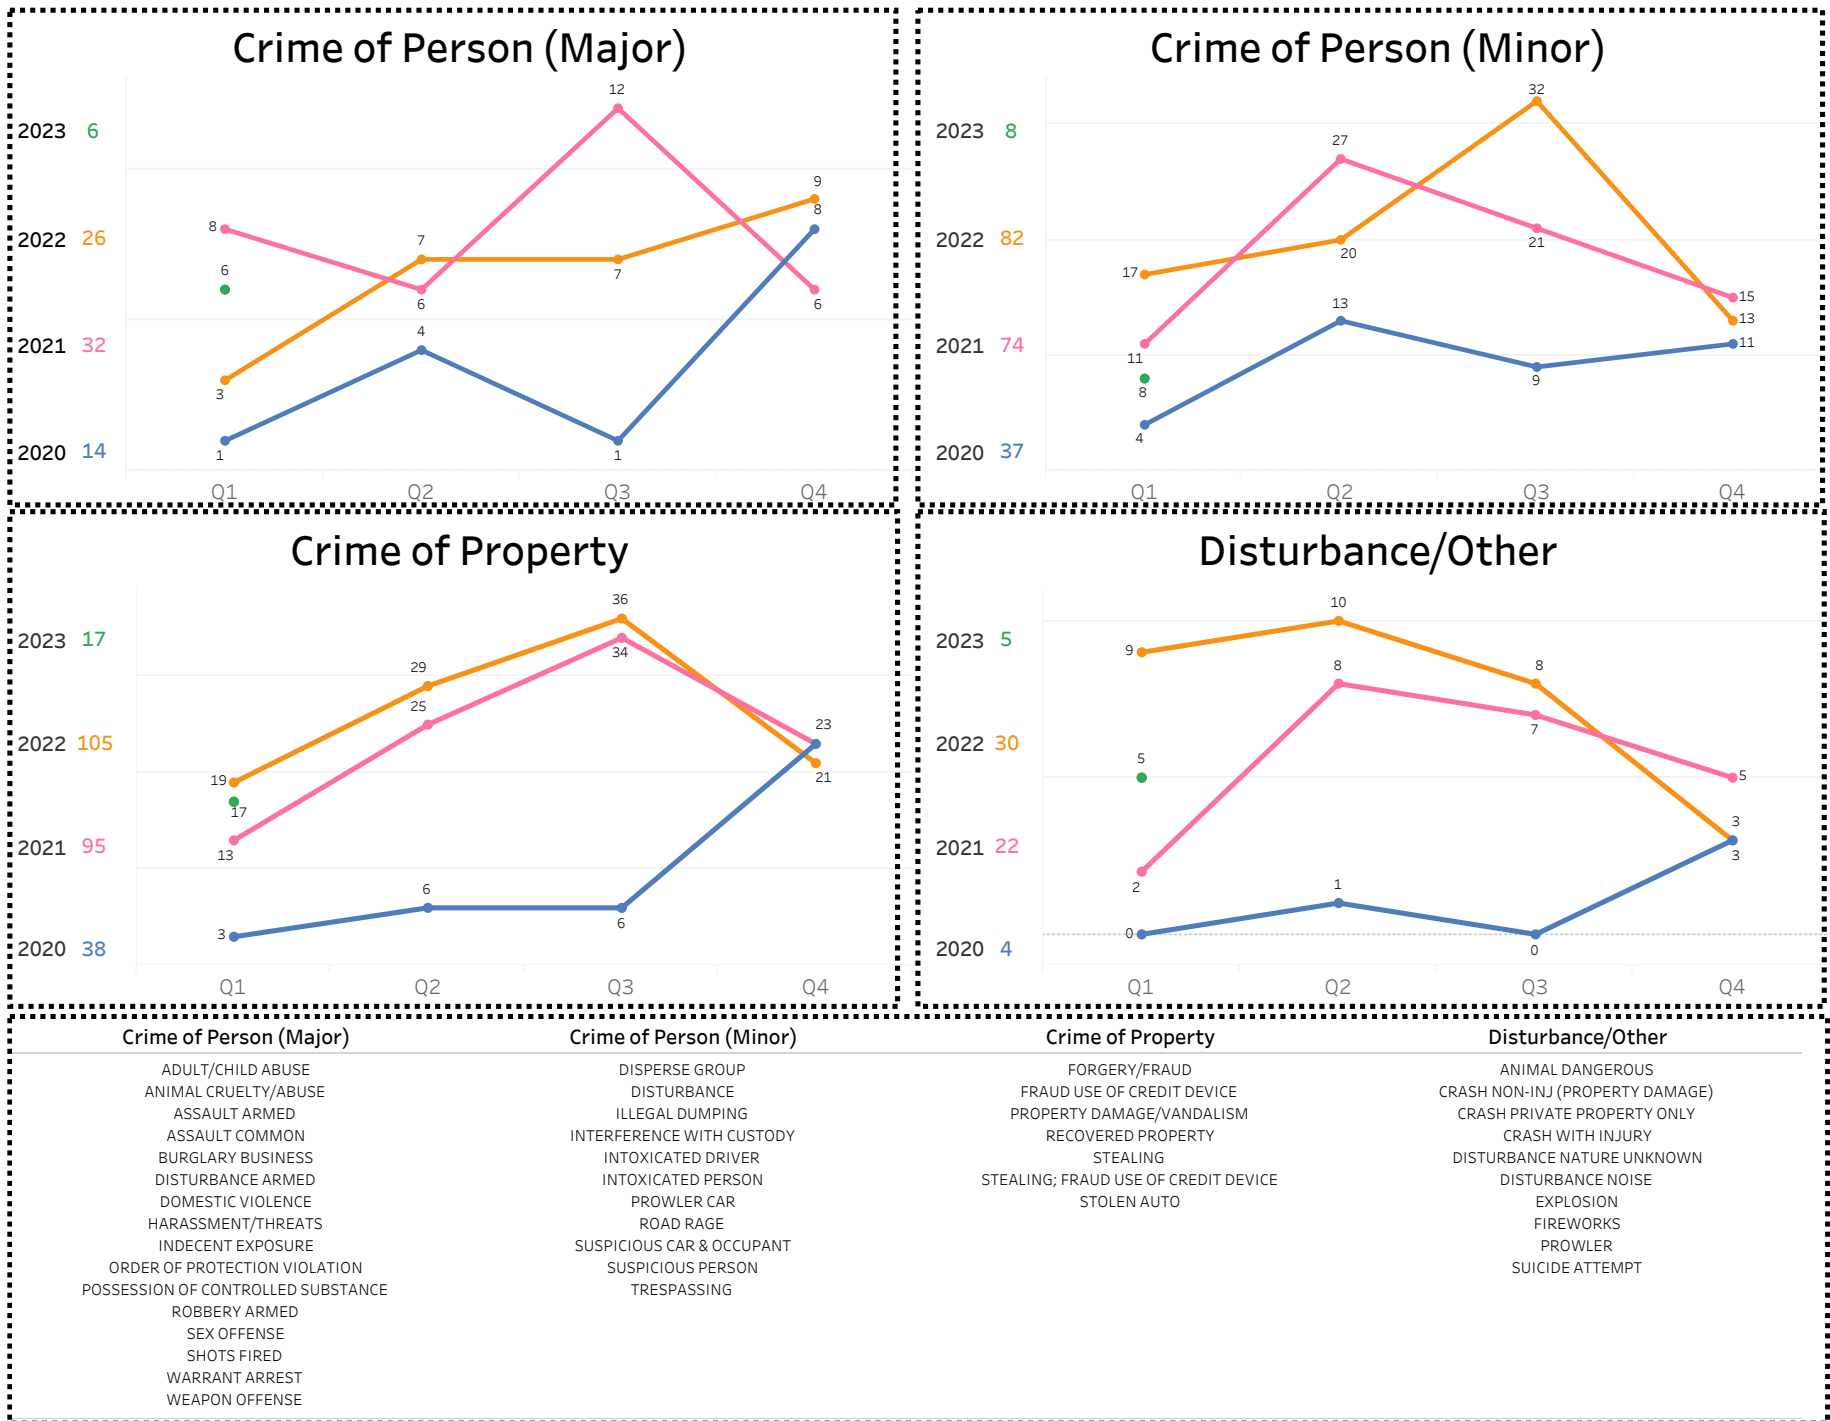 Crime of Person (Major)
12
2023 6
9
8
8
7
2022 26
6
7
6
6
4
2021 32
3
2020 14
1
1
Q1 Q2 Q3 Q4
Crime of Person (Minor)
32
2023 8
27
2022 82
21
20
17
15
13
13
2021 74
11
11
8
9
4
2020 37
Q1 Q2 Q3 Q4
Crime of Property
36
2023 17
34
29
25
2022 105
23
19
21
17
2021 95
13
6
6
3
2020 38
Q1 Q2 Q3 Q4
Disturbance/Other
10
2023 5
9
8
8
7
2022 30
5
5
3
2021 22
3
2
1
0
0
2020 4
Q1 Q2 Q3 Q4
Crime of Person (Major)
ADULT/CHILD ABUSE
ANIMAL CRUELTY/ABUSE
ASSAULT ARMED
ASSAULT COMMON
BURGLARY BUSINESS
DISTURBANCE ARMED
DOMESTIC VIOLENCE
HARASSMENT/THREATS
INDECENT EXPOSURE
ORDER OF PROTECTION VIOLATION
POSSESSION OF CONTROLLED SUBSTANCE
ROBBERY ARMED
SEX OFFENSE
SHOTS FIRED
WARRANT ARREST
WEAPON OFFENSE
Crime of Person (Minor)
DISPERSE GROUP
DISTURBANCE
ILLEGAL DUMPING
INTERFERENCE WITH CUSTODY
INTOXICATED DRIVER
INTOXICATED PERSON
PROWLER CAR
ROAD RAGE
SUSPICIOUS CAR & OCCUPANT
SUSPICIOUS PERSON
TRESPASSING
Crime of Property
FORGERY/FRAUD
FRAUD USE OF CREDIT DEVICE
PROPERTY DAMAGE/VANDALISM
RECOVERED PROPERTY
STEALING
STEALING; FRAUD USE OF CREDIT DEVICE
STOLEN AUTO
Disturbance/Other
ANIMAL DANGEROUS
CRASH NON-INJ (PROPERTY DAMAGE)
CRASH PRIVATE PROPERTY ONLY
CRASH WITH INJURY
DISTURBANCE NATURE UNKNOWN
DISTURBANCE NOISE
EXPLOSION
FIREWORKS
PROWLER
SUICIDE ATTEMPT